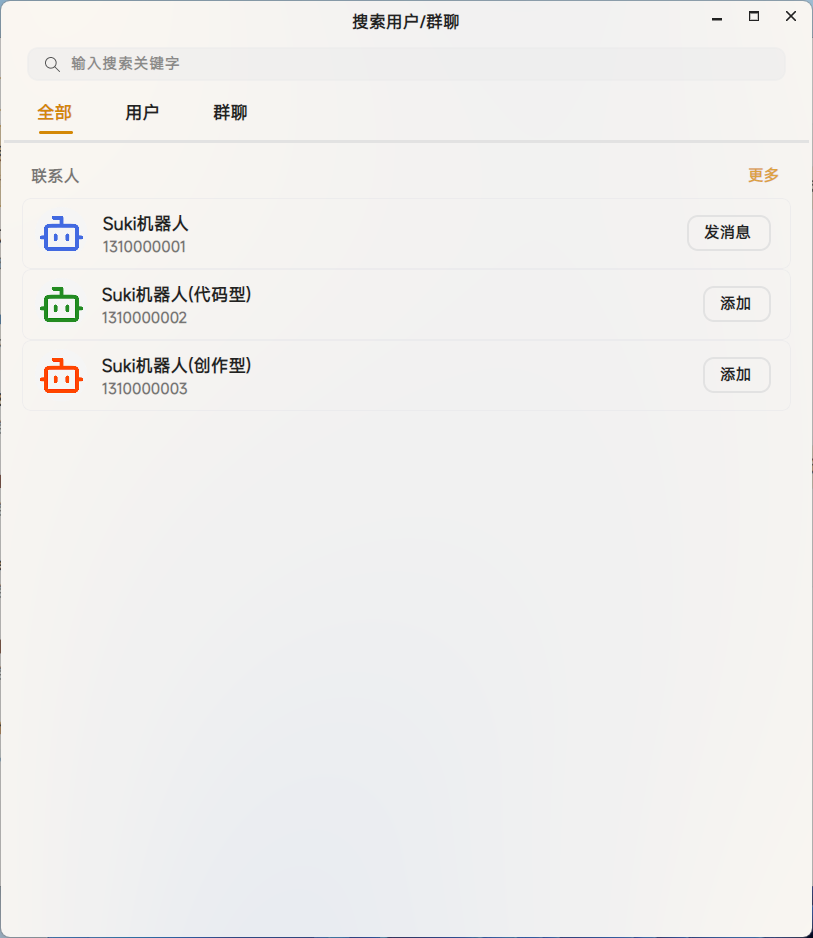 搜索用户/群聊
输入搜索关键字
全部 用户 群聊
联系人 更多
Suki机器人
1310000001
发消息
Suki机器人(代码型)
1310000002
添加
Suki机器人(创作型)
1310000003
添加